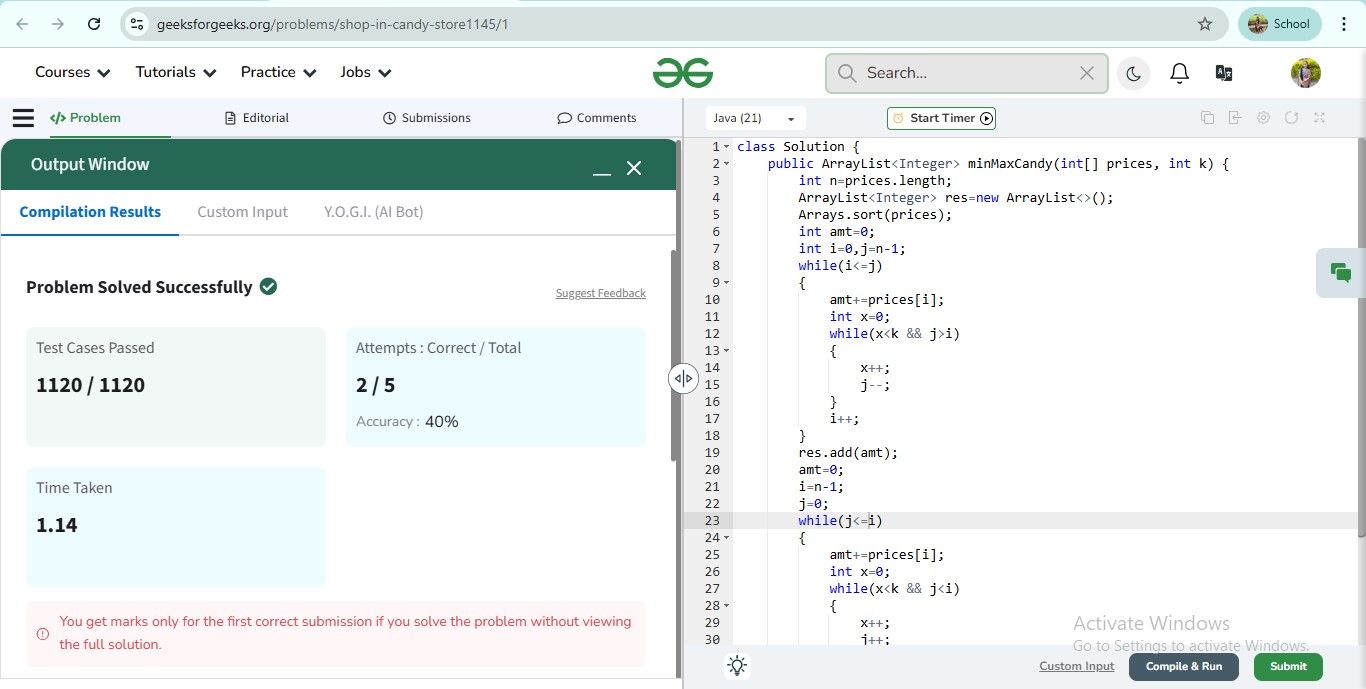 geeksforgeeks.org/problems/shop-in-candy-store1145/1
School
Courses
Tutorials
Practice
Jobs
Search...
Problem
Editorial
Submissions
Comments
Java (21)
Start Timer
Output Window
Compilation Results
Custom Input
Y.O.G.I. (AI Bot)
Problem Solved Successfully
Suggest Feedback
Test Cases Passed
1120 / 1120
Attempts : Correct / Total
2 / 5
Accuracy : 40%
Time Taken
1.14
You get marks only for the first correct submission if you solve the problem without viewing
the full solution.
1 class Solution {
2     public ArrayList<Integer> minMaxCandy(int[] prices, int k) {
3         int n=prices.length;
4         ArrayList<Integer> res=new ArrayList<>();
5         Arrays.sort(prices);
6         int amt=0;
7         int i=0,j=n-1;
8         while(i<=j)
9         {
10             amt+=prices[i];
11             int x=0;
12             while(x<k && j>i)
13             {
14                 x++;
15                 j--;
16             }
17             i++;
18         }
19         res.add(amt);
20         amt=0;
21         i=n-1;
22         j=0;
23         while(j<=i)
24         {
25             amt+=prices[i];
26             int x=0;
27             while(x<k && j<i)
28             {
29                 x++;
30                 j++;
Activate Windows
Go to Settings to activate Windows.
Custom Input
Compile & Run
Submit